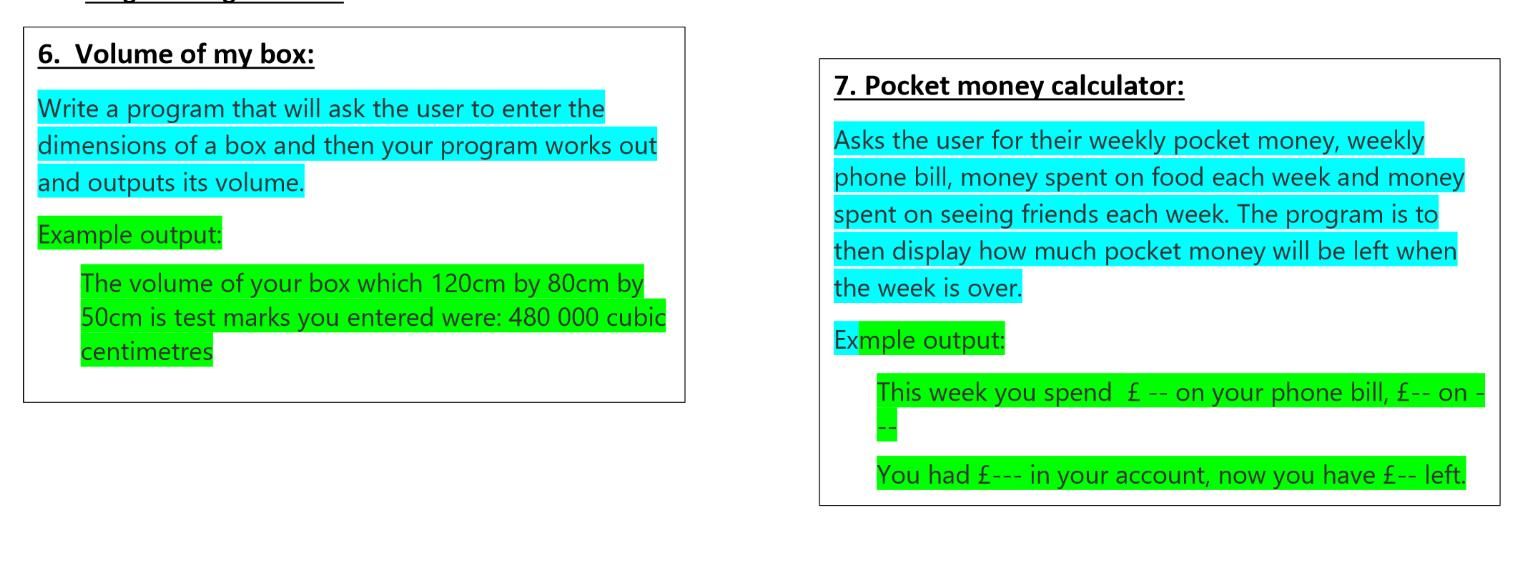 6. Volume of my box:
Write a program that will ask the user to enter the
dimensions of a box and then your program works out
and outputs its volume.
Example output:
The volume of your box which 120cm by 80cm by
50cm is test marks you entered were: 480 000 cubic
centimetres
7. Pocket money calculator:
Asks the user for their weekly pocket money, weekly
phone bill, money spent on food each week and money
spent on seeing friends each week. The program is to
then display how much pocket money will be left when
the week is over.
Exmple output:
This week you spend £ -- on your phone bill, £-- on -
--
You had £--- in your account, now you have £-- left.